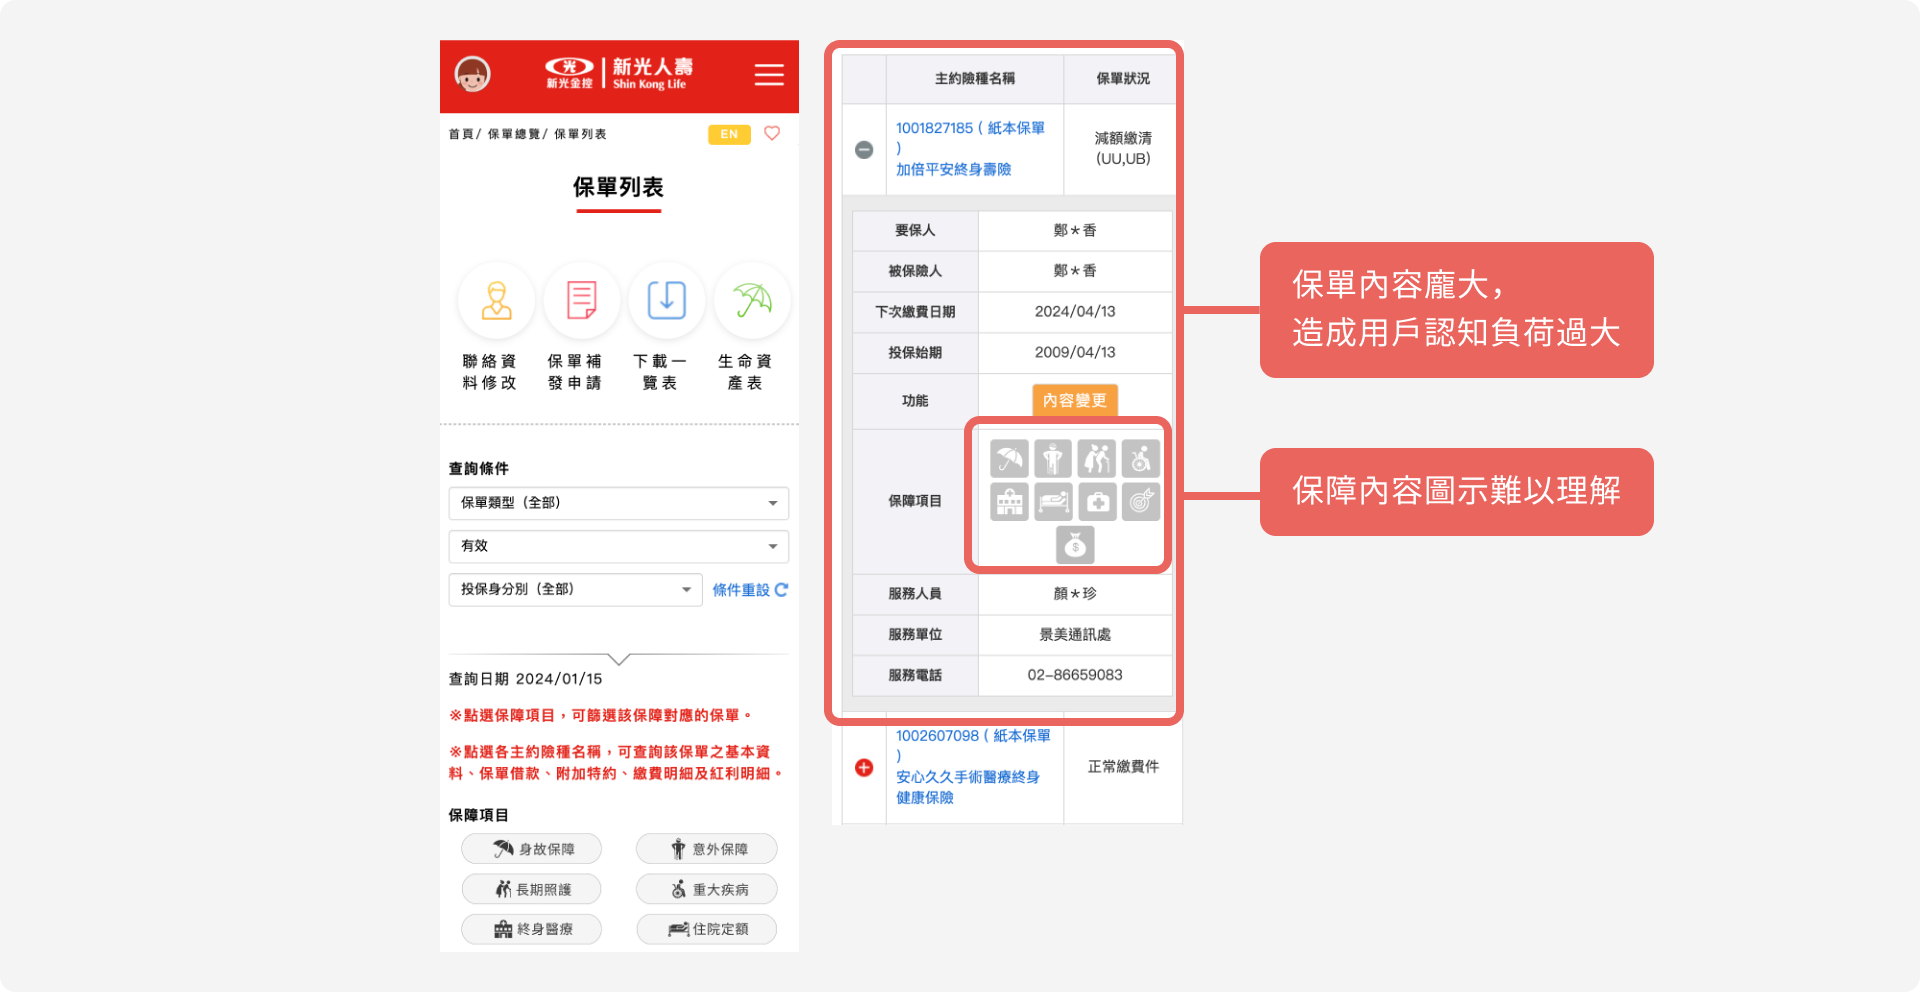 光
新光金控
新光人壽
Shin Kong Life
首頁/ 保單總覽/ 保單列表
EN
保單列表
聯絡資
料修改
保單補
發申請
下載一
覽表
生命資
產表
查詢條件
保單類型（全部）
有效
投保身分別（全部）
條件重設
查詢日期 2024/01/15
※點選保障項目，可篩選該保障對應的保單。
※點選各主約險種名稱，可查詢該保單之基本資
料、保單借款、附加特約、繳費明細及紅利明細。
保障項目
身故保障
意外保障
長期照護
重大疾病
終身醫療
住院定額
主約險種名稱
保單狀況
1001827185（紙本保單
）
加倍平安終身壽險
減額繳清
(UU,UB)
要保人
鄭＊香
被保險人
鄭＊香
下次繳費日期
2024/04/13
投保始期
2009/04/13
功能
內容變更
保障項目
$
服務人員
顏＊珍
服務單位
景美通訊處
服務電話
02-86659083
1002607098（紙本保單
）
安心久久手術醫療終身
健康保險
正常繳費件
保單內容龐大，
造成用戶認知負荷過大
保障內容圖示難以理解